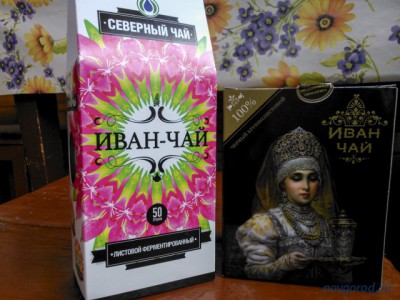 СЕВЕРНЫЙ ЧАЙ
ИВАН-ЧАЙ
50
ЛИСТОВОЙ ФЕРМЕНТИРОВАННЫЙ
100%
ИВАН
ЧАЙ